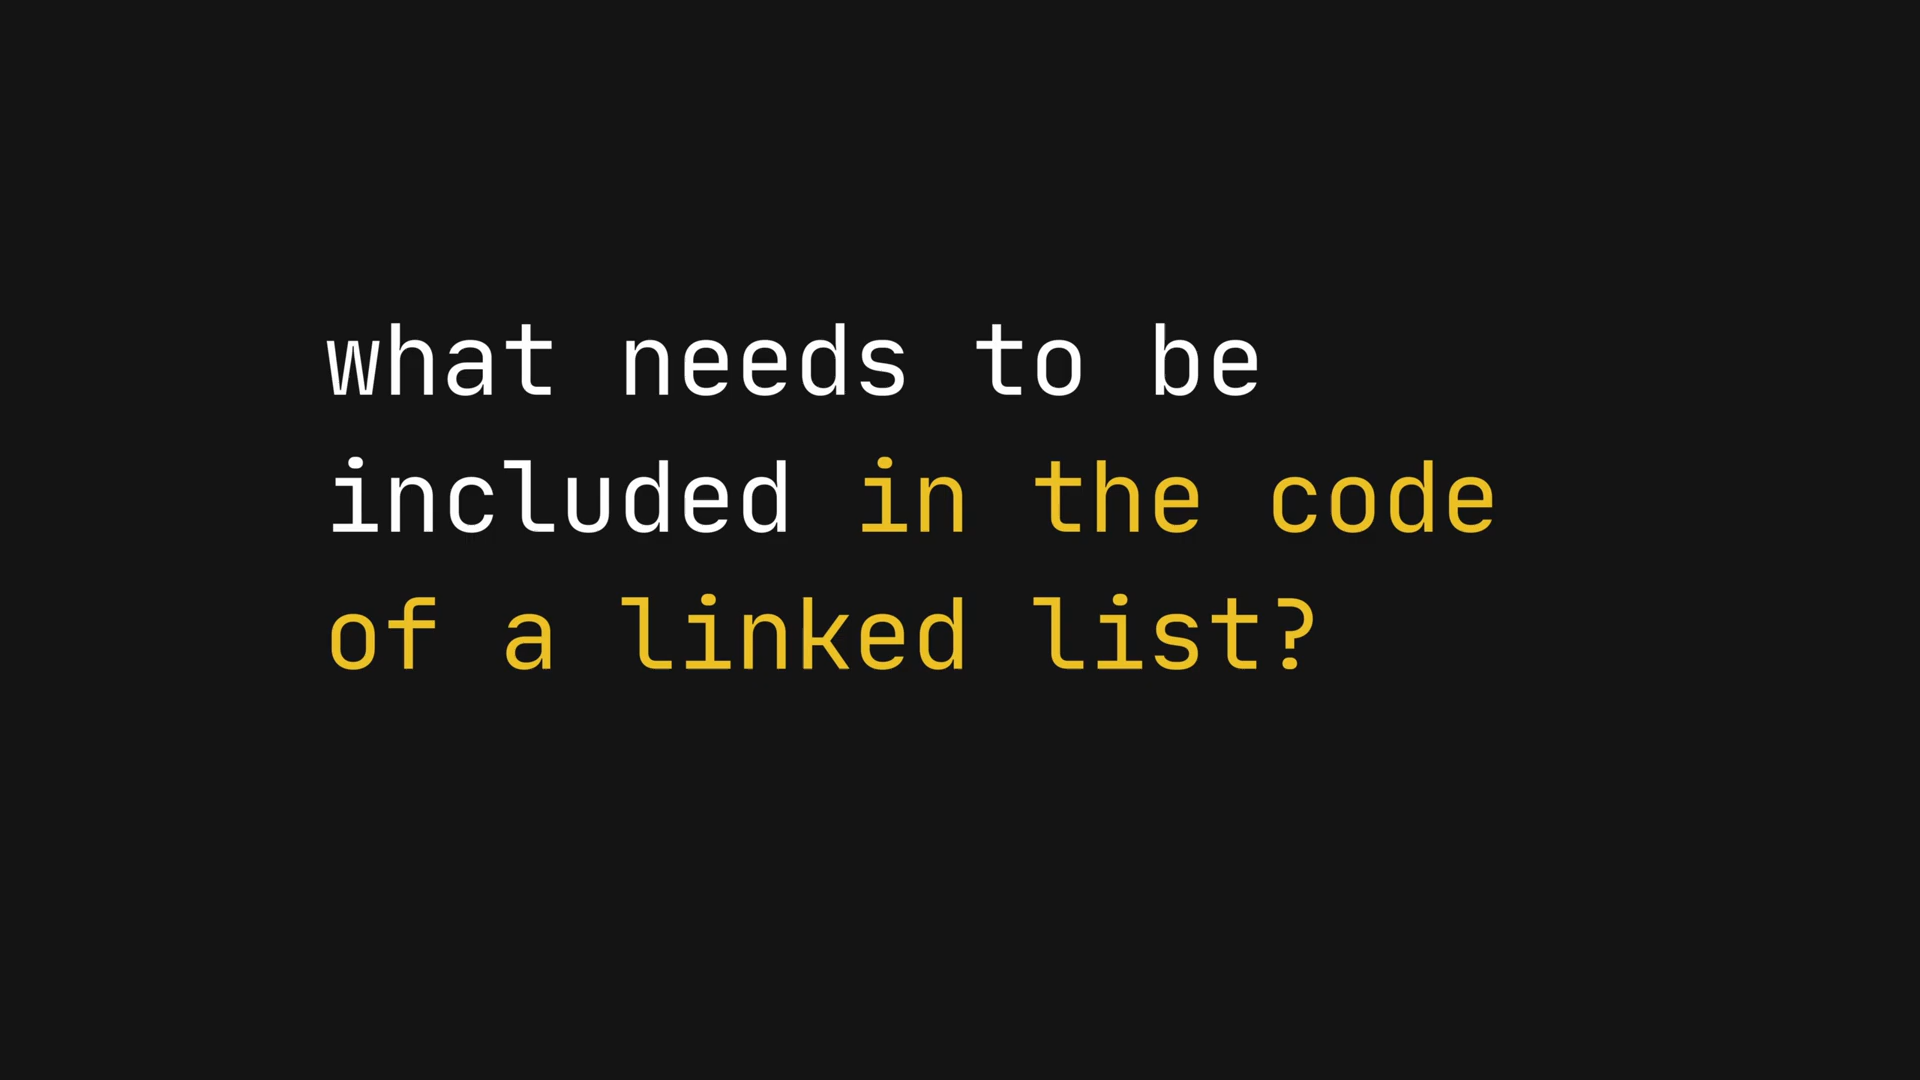 what needs to be
included in the code
of a linked list?